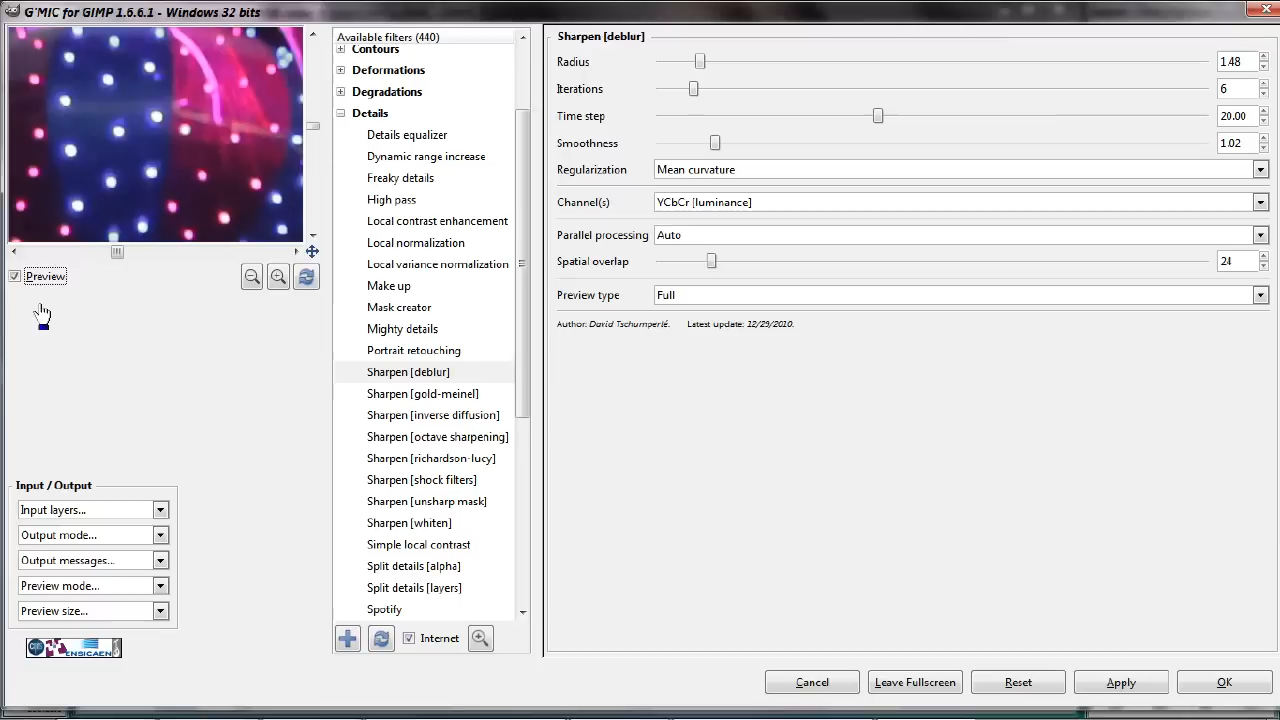 G'MIC for GIMP 1.6.6.1 - Windows 32 bits
Preview
Input / Output
Input layers...
Output mode...
Output messages...
Preview mode...
Preview size...
ENSICAEN
Available filters (440)
Contours
Deformations
Degradations
Details
Details equalizer
Dynamic range increase
Freaky details
High pass
Local contrast enhancement
Local normalization
Local variance normalization
Make up
Mask creator
Mighty details
Portrait retouching
Sharpen [deblur]
Sharpen [gold-meinel]
Sharpen [inverse diffusion]
Sharpen [octave sharpening]
Sharpen [richardson-lucy]
Sharpen [shock filters]
Sharpen [unsharp mask]
Sharpen [whiten]
Simple local contrast
Split details [alpha]
Split details [layers]
Spotify
Internet
Sharpen [deblur]
Radius 1.48
Iterations 6
Time step 20.00
Smoothness 1.02
Regularization Mean curvature
Channel(s) YCbCr [luminance]
Parallel processing Auto
Spatial overlap 24
Preview type Full
Author: David Tschumperlé. Latest update: 12/29/2010.
Cancel Leave Fullscreen Reset Apply OK